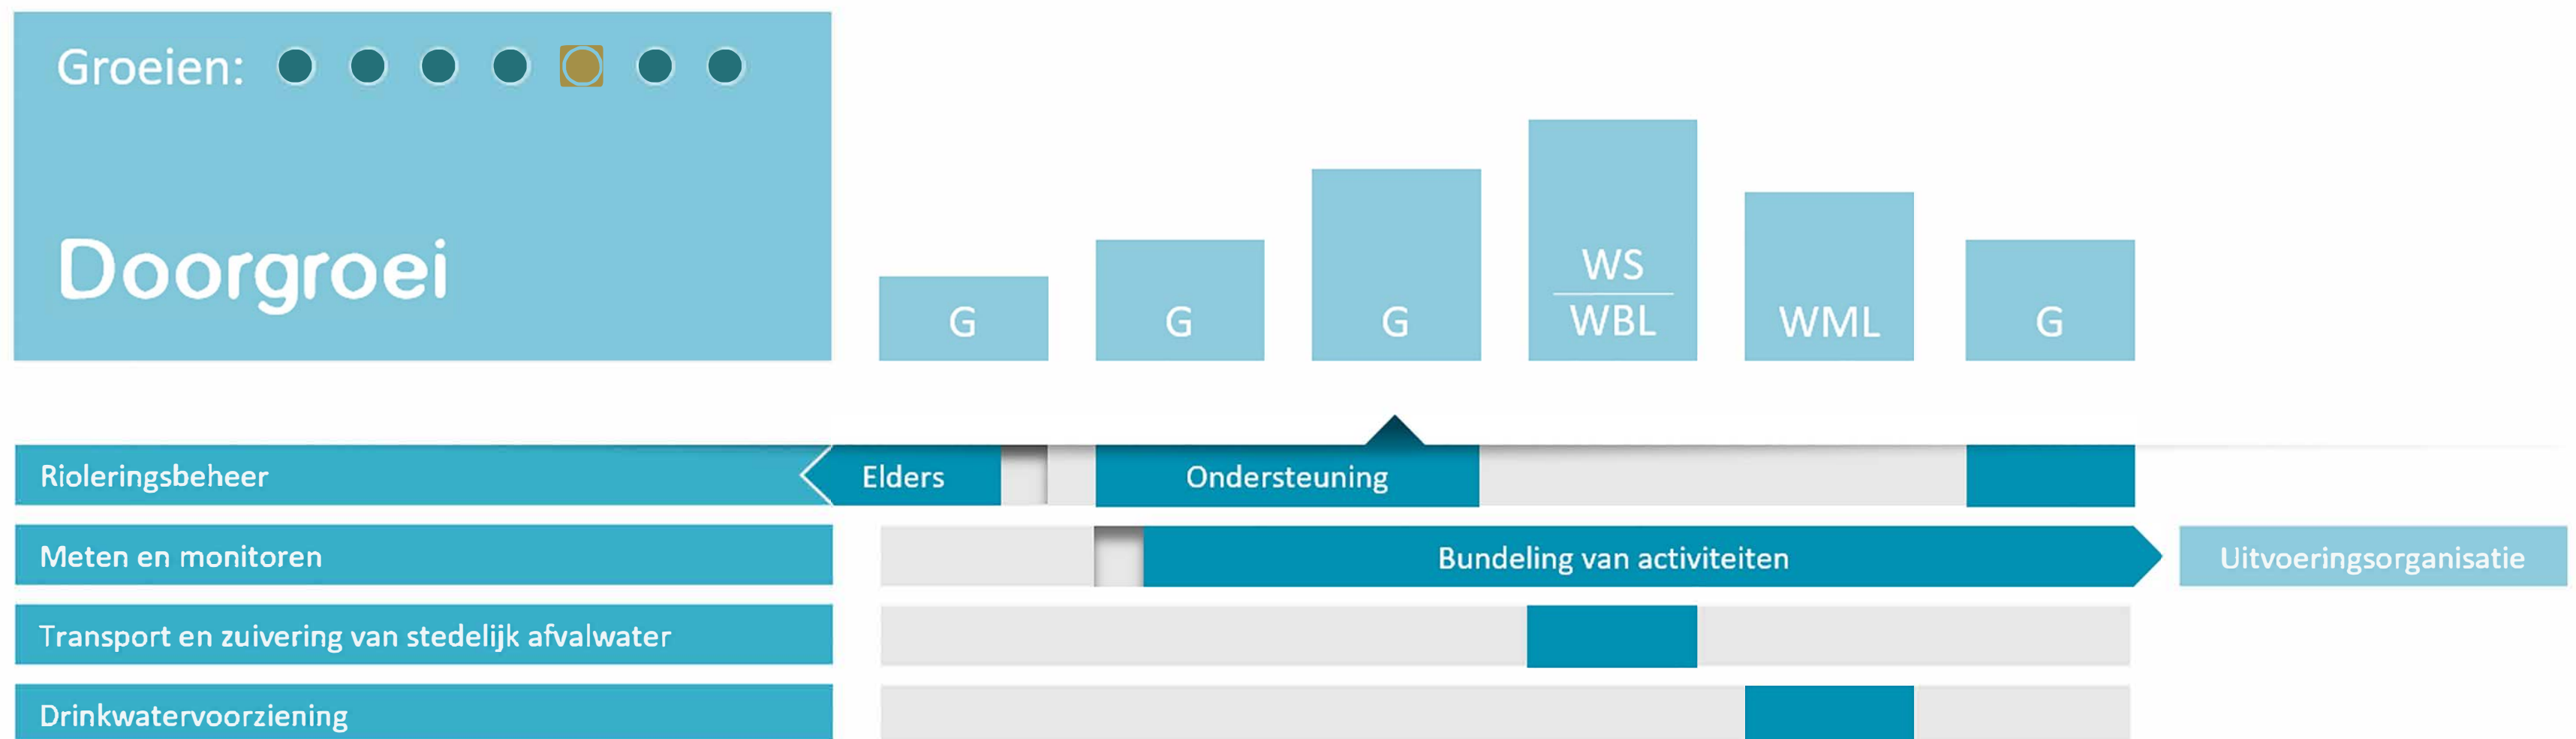 Groeien:
Doorgroei
G
G
G
WS
WBL
WML
G
Rioleringsbeheer
Elders
Ondersteuning
Meten en monitoren
Bundeling van activiteiten
Uitvoeringsorganisatie
Transport en zuivering van stedelijk afvalwater
Drinkwatervoorziening